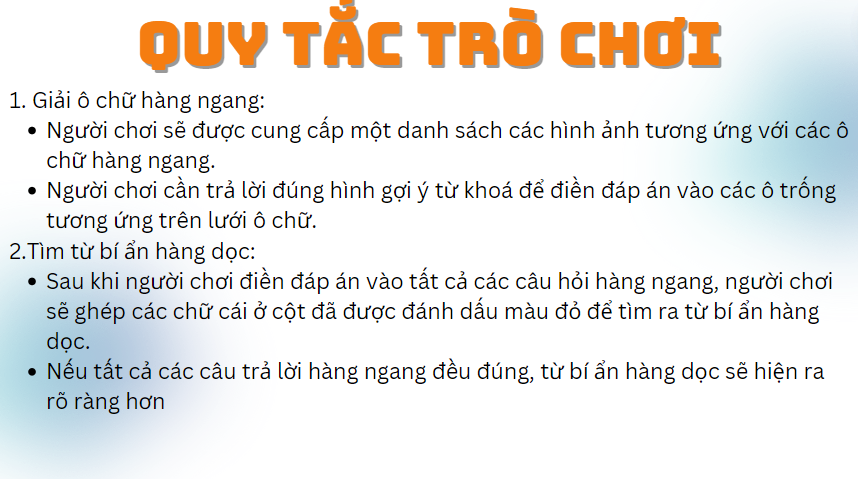 QUY TẮC TRÒ CHƠI
1. Giải ô chữ hàng ngang:
• Người chơi sẽ được cung cấp một danh sách các hình ảnh tương ứng với các ô
chữ hàng ngang.
• Người chơi cần trả lời đúng hình gợi ý từ khoá để điền đáp án vào các ô trống
tương ứng trên lưới ô chữ.
2.Tìm từ bí ẩn hàng dọc:
• Sau khi người chơi điền đáp án vào tất cả các câu hỏi hàng ngang, người chơi
sẽ ghép các chữ cái ở cột đã được đánh dấu màu đỏ để tìm ra từ bí ẩn hàng
dọc.
• Nếu tất cả các câu trả lời hàng ngang đều đúng, từ bí ẩn hàng dọc sẽ hiện ra
rõ ràng hơn